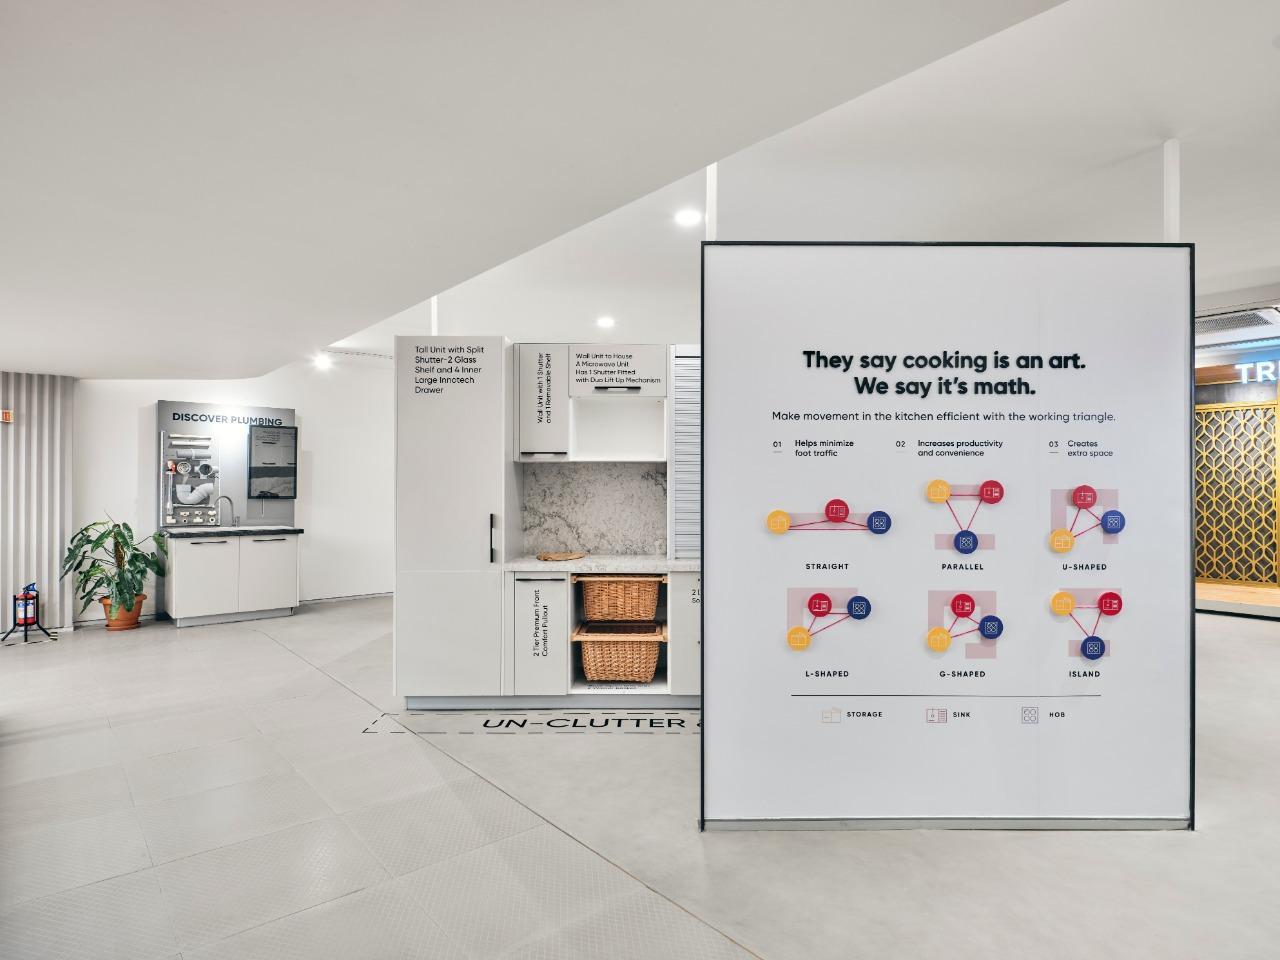 DISCOVER PLUMBING
Tall Unit with Split
Shutter-2 Glass
Shelf and 4 Inner
Large Innotech
Drawer
Wall Unit with 1 Shutter
and 1 Removable Shelf
Wall Unit to House
A Microwave Unit
Has 1 Shutter Fitted
with Duo Lift Up Mechanism
2 Tier Premium Front
Comfort Pullout
UN-CLUTTER
They say cooking is an art.
We say it's math.
Make movement in the kitchen efficient with the working triangle.
01 Helps minimize
foot traffic
02 Increases productivity
and convenience
03 Creates
extra space
STRAIGHT
PARALLEL
U-SHAPED
L-SHAPED
G-SHAPED
ISLAND
STORAGE
SINK
HOB